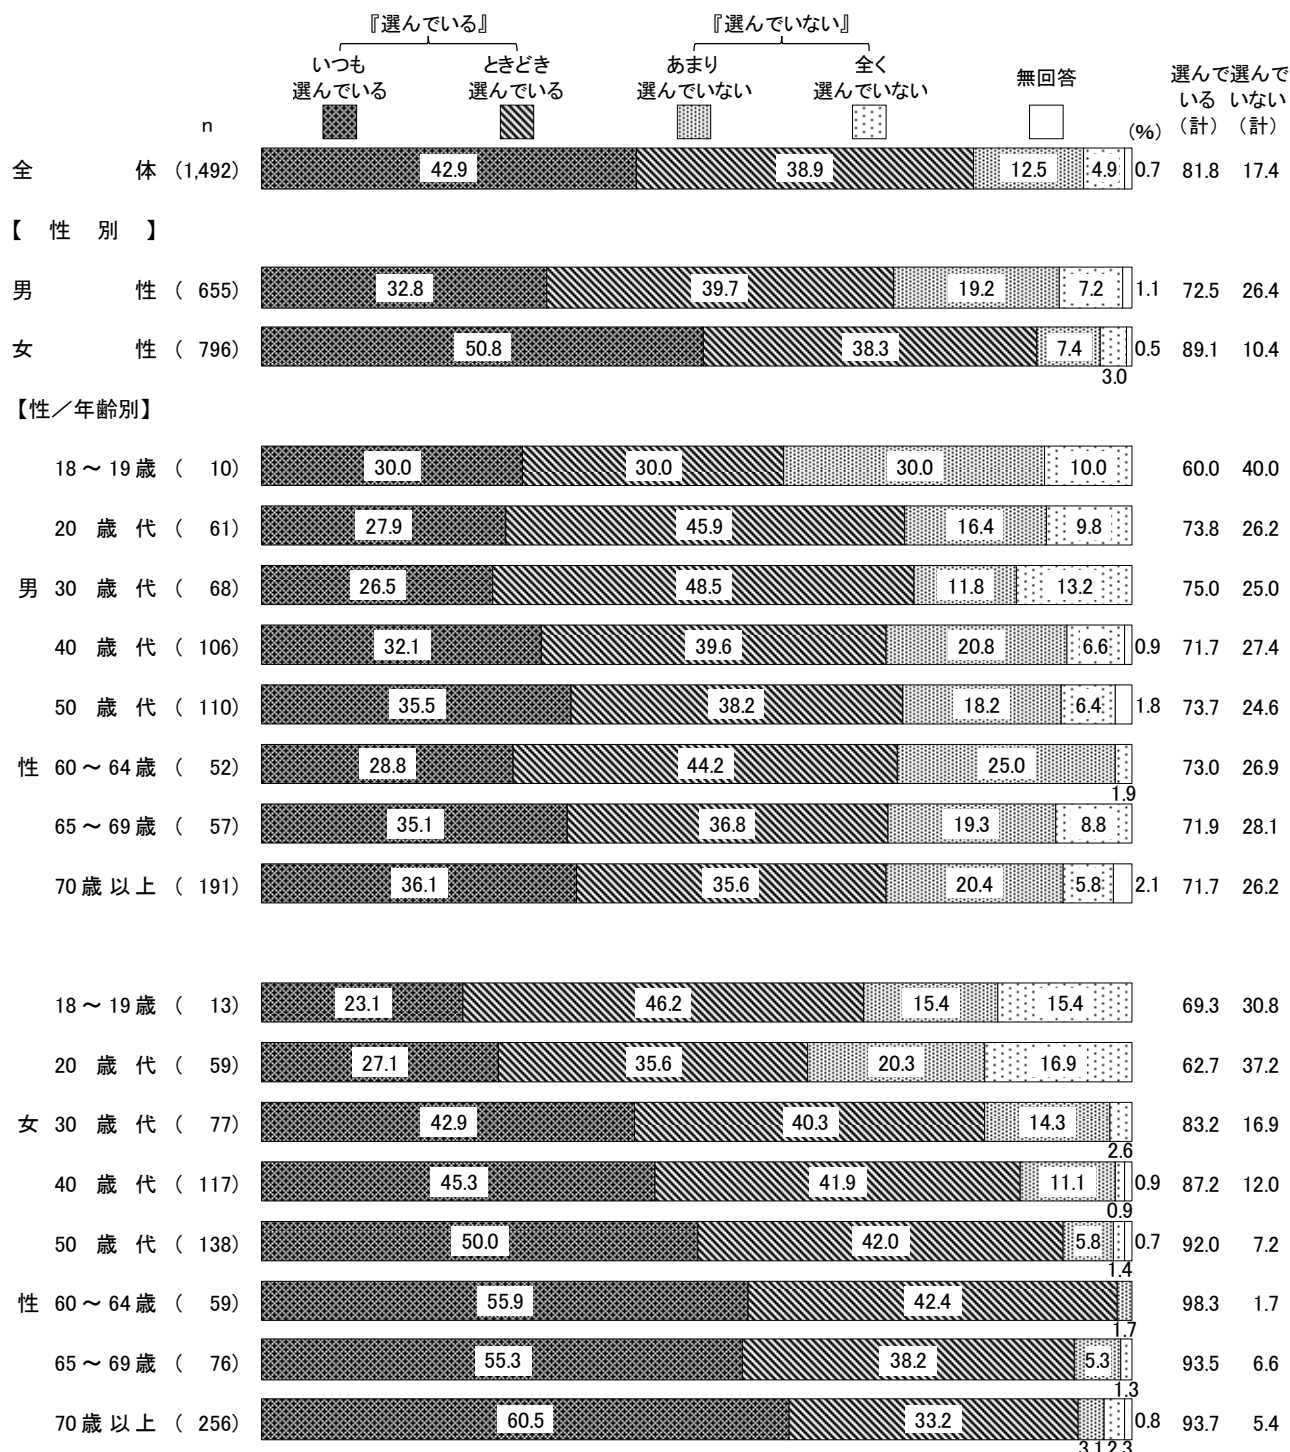 『選んでいる』 『選んでいない』
いつも選んでいる ときどき選んでいる あまり選んでいない 全く選んでいない 無回答 選んでいる（計） 選んでいない（計）
n (%)
全体 (1,492) 42.9 38.9 12.5 4.9 0.7 81.8 17.4
【性別】
男性 (655) 32.8 39.7 19.2 7.2 1.1 72.5 26.4
女性 (796) 50.8 38.3 7.4 3.0 0.5 89.1 10.4
【性／年齢別】
18～19歳 (10) 30.0 30.0 30.0 10.0 60.0 40.0
20歳代 (61) 27.9 45.9 16.4 9.8 73.8 26.2
男 30歳代 (68) 26.5 48.5 11.8 13.2 75.0 25.0
40歳代 (106) 32.1 39.6 20.8 6.6 0.9 71.7 27.4
50歳代 (110) 35.5 38.2 18.2 6.4 1.8 73.7 24.6
性 60～64歳 (52) 28.8 44.2 25.0 1.9 73.0 26.9
65～69歳 (57) 35.1 36.8 19.3 8.8 71.9 28.1
70歳以上 (191) 36.1 35.6 20.4 5.8 2.1 71.7 26.2
18～19歳 (13) 23.1 46.2 15.4 15.4 69.3 30.8
20歳代 (59) 27.1 35.6 20.3 16.9 62.7 37.2
女 30歳代 (77) 42.9 40.3 14.3 2.6 83.2 16.9
40歳代 (117) 45.3 41.9 11.1 0.9 0.9 87.2 12.0
50歳代 (138) 50.0 42.0 5.8 1.4 0.7 92.0 7.2
性 60～64歳 (59) 55.9 42.4 1.7 98.3 1.7
65～69歳 (76) 55.3 38.2 5.3 1.3 93.5 6.6
70歳以上 (256) 60.5 33.2 3.1 2.3 0.8 93.7 5.4